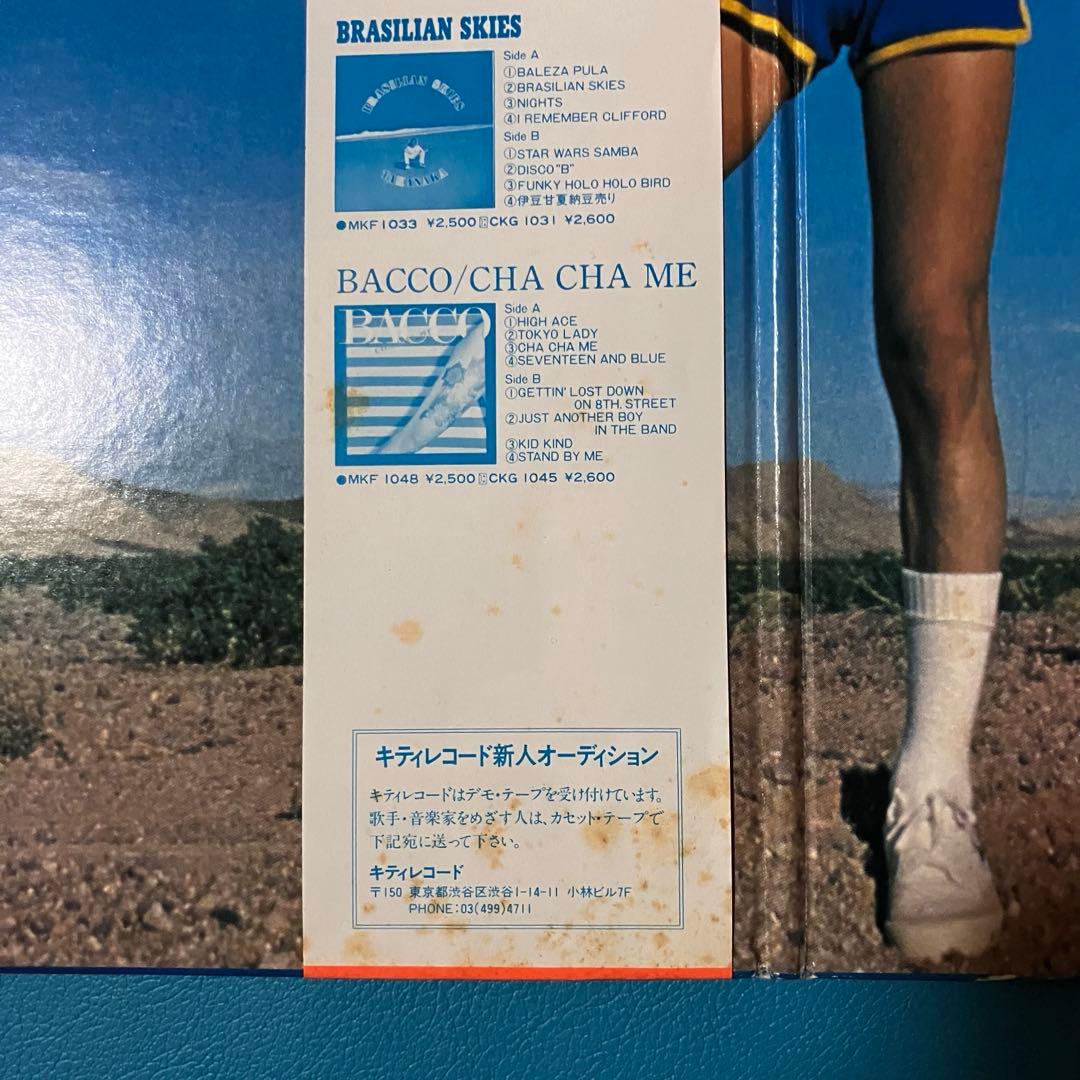 BRASILIAN SKIES
BRASILIAN SKIES
Side A
①BALEZA PULA
②BRASILIAN SKIES
③NIGHTS
④I REMEMBER CLIFFORD
Side B
①STAR WARS SAMBA
②DISCO "B"
③FUNKY HOLO HOLO BIRD
④伊豆甘夏納豆売り
●MKF 1033 ¥2,500 CKG 1031 ¥2,600
BACCO/CHA CHA ME
BACCO
Side A
①HIGH ACE
②TOKYO LADY
③CHA CHA ME
④SEVENTEEN AND BLUE
Side B
①GETTIN' LOST DOWN
ON 8TH. STREET
②JUST ANOTHER BOY
IN THE BAND
③KID KIND
④STAND BY ME
●MKF 1048 ¥2,500 CKG 1045 ¥2,600
キティレコード新人オーディション
キティレコードはデモ・テープを受け付けています。
歌手・音楽家をめざす人は、カセット・テープで
下記宛に送って下さい。
キティレコード
〒150 東京都渋谷区渋谷1-14-11 小林ビル7F
PHONE:03(499)4711